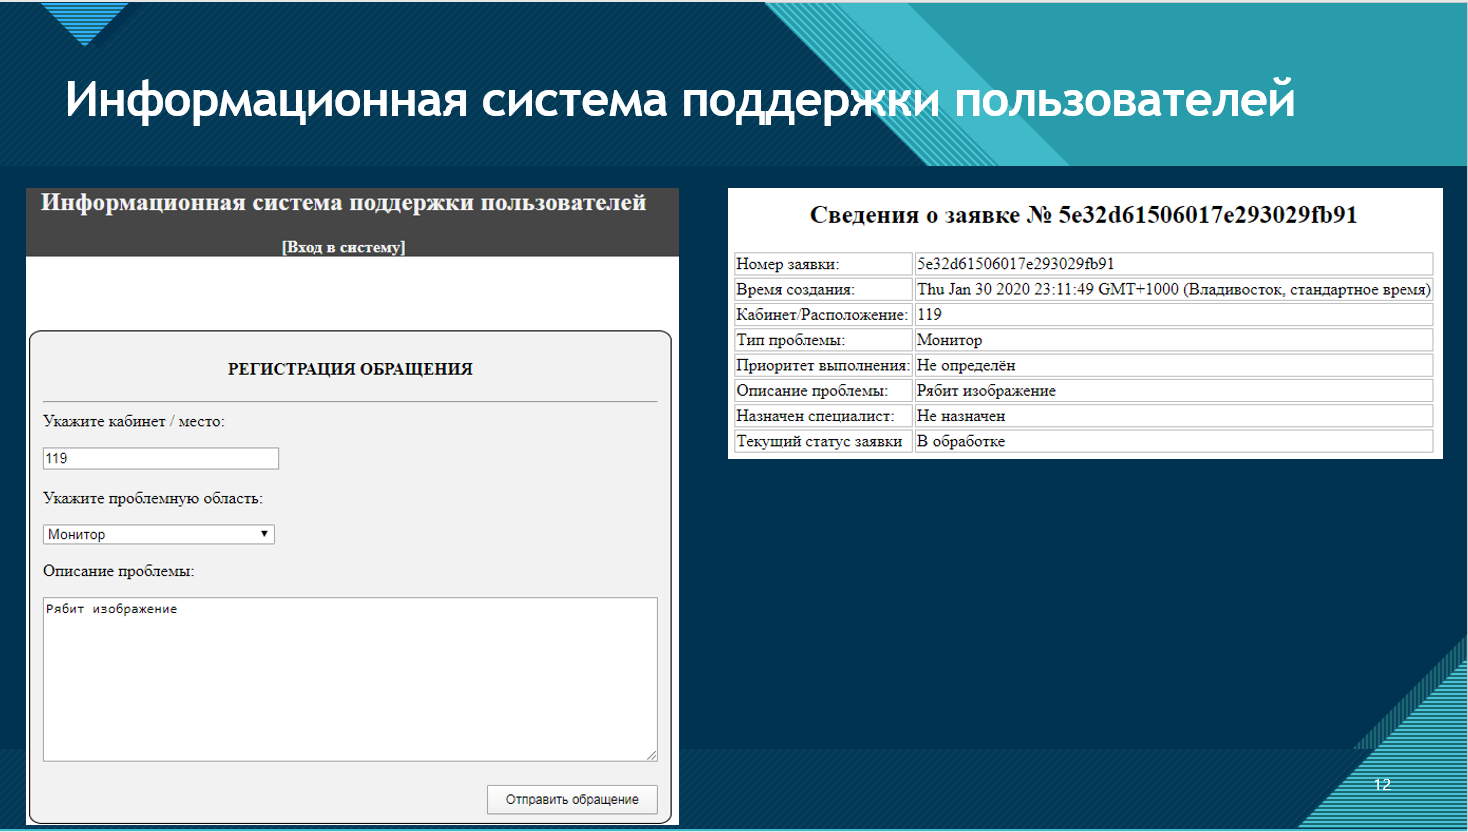 Информационная система поддержки пользователей
Информационная система поддержки пользователей
[Вход в систему]
РЕГИСТРАЦИЯ ОБРАЩЕНИЯ
Укажите кабинет / место:
119
Укажите проблемную область:
Монитор
Описание проблемы:
Рябит изображение
Отправить обращение
Сведения о заявке № 5e32d61506017e293029fb91
Номер заявки: 5e32d61506017e293029fb91
Время создания: Thu Jan 30 2020 23:11:49 GMT+1000 (Владивосток, стандартное время)
Кабинет/Расположение: 119
Тип проблемы: Монитор
Приоритет выполнения: Не определён
Описание проблемы: Рябит изображение
Назначен специалист: Не назначен
Текущий статус заявки В обработке
12